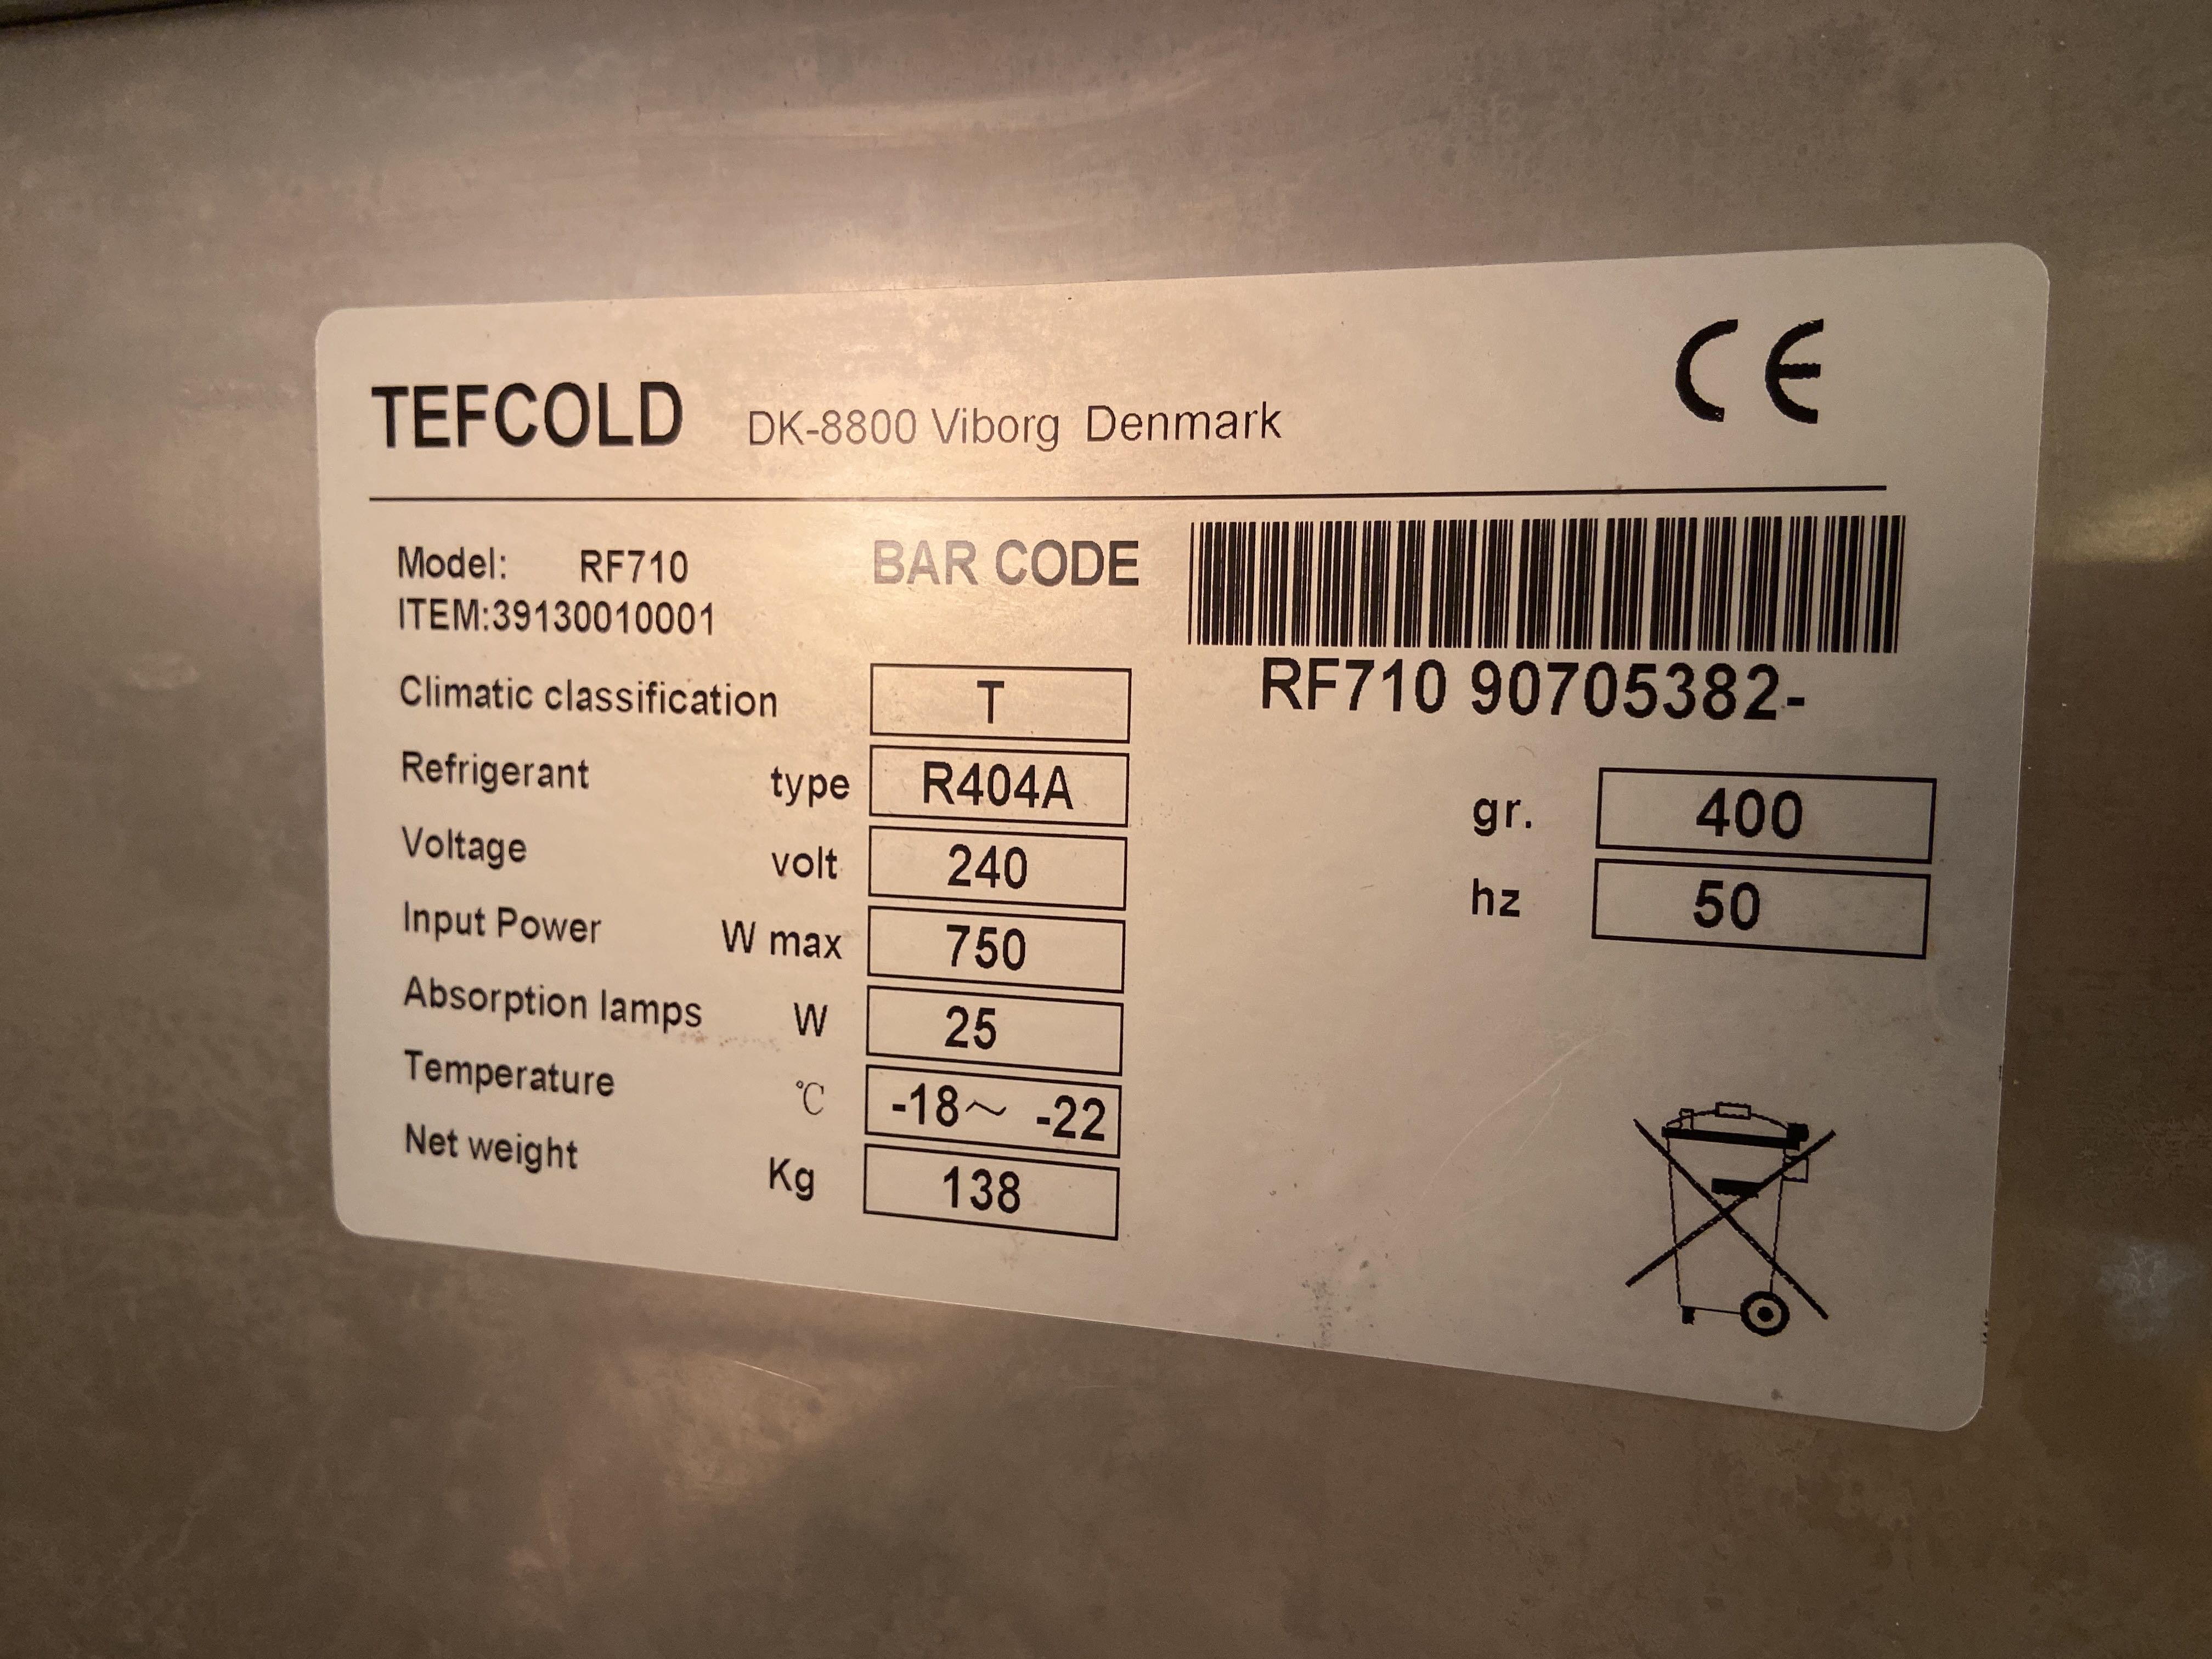 TEFCOLD DK-8800 Viborg Denmark CE
Model: RF710 BAR CODE
ITEM:39130010001
RF710 90705382-
Climatic classification T
Refrigerant type R404A gr. 400
Voltage volt 240 hz 50
Input Power W max 750
Absorption lamps W 25
Temperature ℃ -18～ -22
Net weight Kg 138